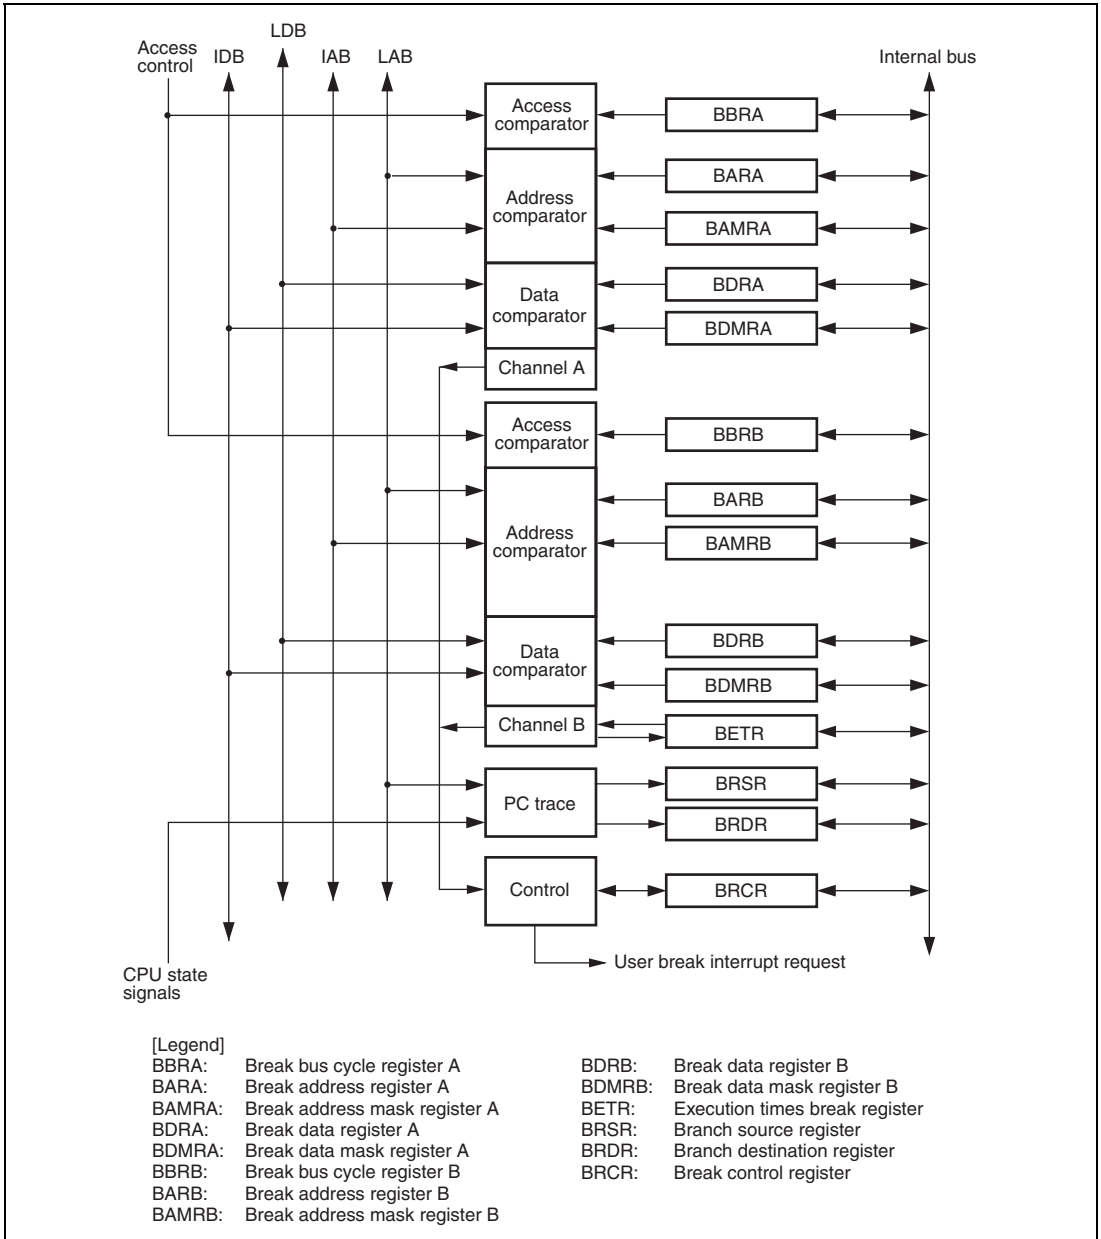 LDB
Access
control
IDB
IAB
LAB
Internal bus
Access
comparator
BBRA
Address
comparator
BARA
BAMRA
Data
comparator
BDRA
BDMRA
Channel A
Access
comparator
BBRB
Address
comparator
BARB
BAMRB
Data
comparator
BDRB
BDMRB
Channel B
BETR
PC trace
BRSR
BRDR
Control
BRCR
User break interrupt request
CPU state
signals
[Legend]
BBRA: Break bus cycle register A
BARA: Break address register A
BAMRA: Break address mask register A
BDRA: Break data register A
BDMRA: Break data mask register A
BBRB: Break bus cycle register B
BARB: Break address register B
BAMRB: Break address mask register B
BDRB: Break data register B
BDMRB: Break data mask register B
BETR: Execution times break register
BRSR: Branch source register
BRDR: Branch destination register
BRCR: Break control register